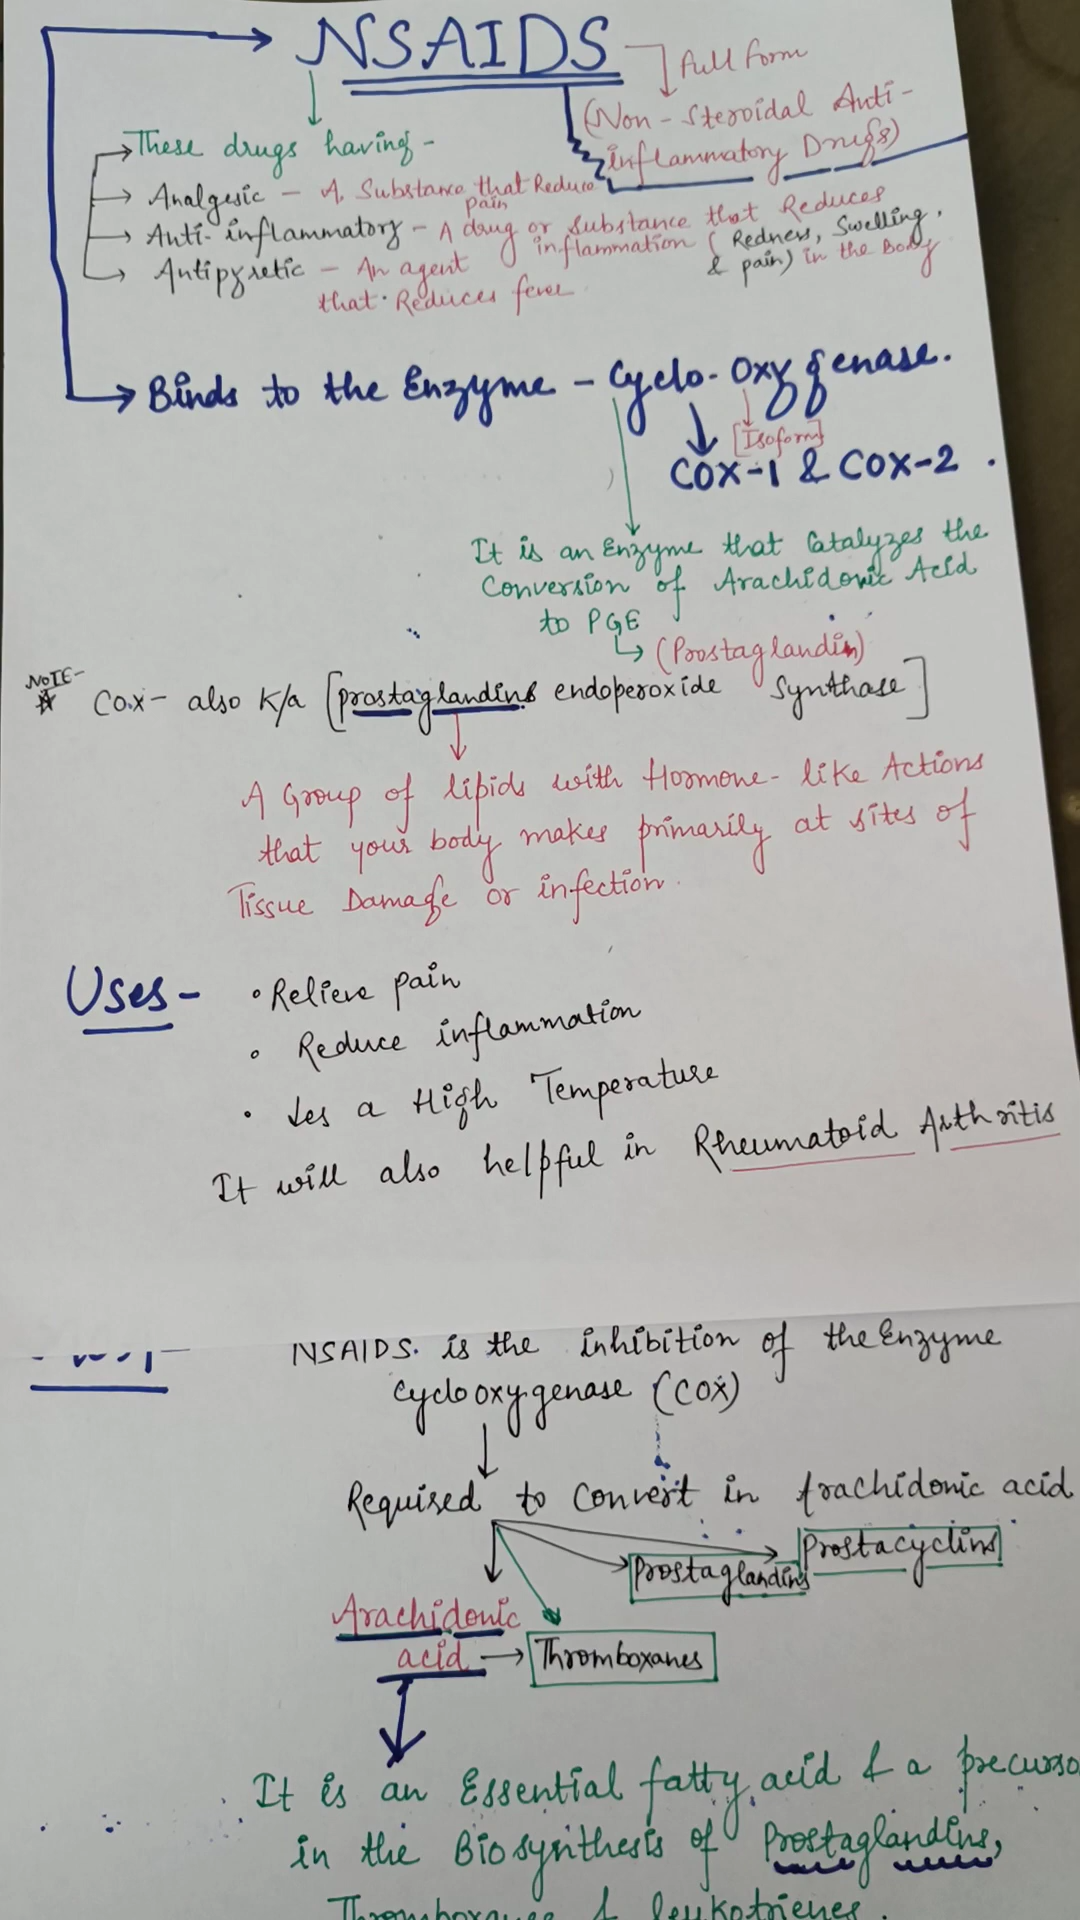 NSAIDS
full form
(Non-Steroidal Anti-
inflammatory Drugs)
These drugs having-
Analgesic - A Substance that Reduce
pain
Anti-inflammatory - A drug or substance that Reduces
inflammation (Redness, Swelling,
& pain) in the Body
Antipyretic - An agent
that Reduces fever
Binds to the Enzyme - Cyclo-Oxygenase.
[Isoform]
COX-1 & COX-2.
It is an Enzyme that Catalyzes the
Conversion of Arachidonic Acid
to PGE
(Prostaglandin)
NOTE-
Cox- also K/a [prostaglandins endoperoxide Synthase]
A Group of lipids with Hormone-like Actions
that your body makes primarily at sites of
Tissue Damage or infection.
Uses-
• Relieve pain
• Reduce inflammation
• ↓es a High Temperature
It will also helpful in Rheumatoid Arthritis
NSAIDS. is the inhibition of the Enzyme
Cyclooxygenase (COX)
Required to Convert in Arachidonic acid
Prostacyclins
Prostaglandins
Arachidonic
acid → Thromboxanes
It is an Essential fatty acid & a precurso
in the Biosynthesis of Prostaglandins,
Thromboxanes & leukotrienes.